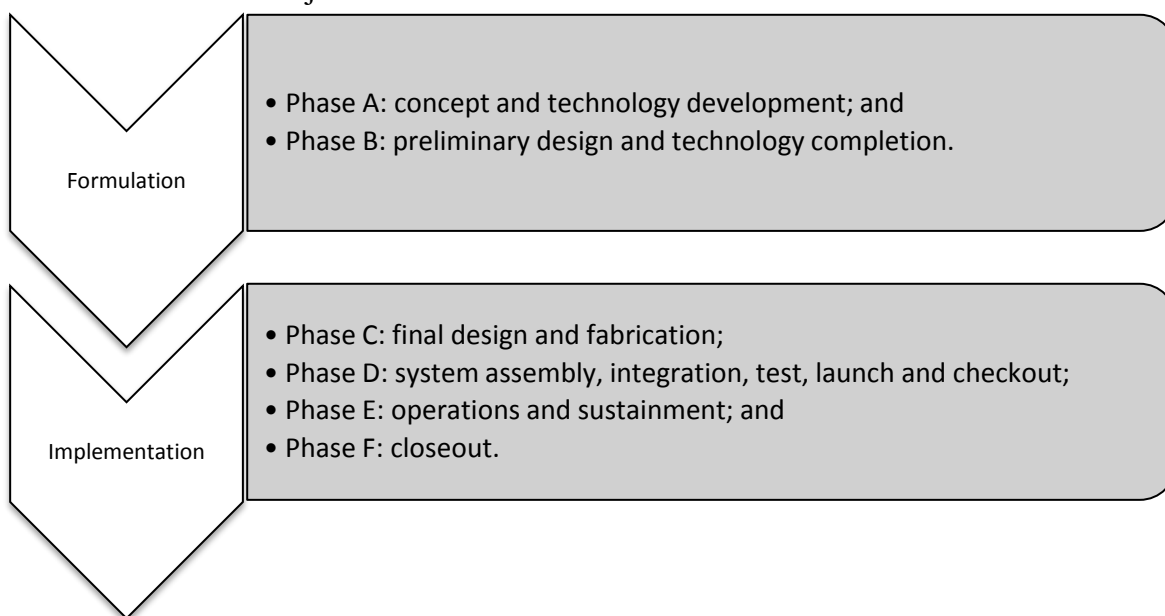 Formulation
• Phase A: concept and technology development; and
• Phase B: preliminary design and technology completion.
Implementation
• Phase C: final design and fabrication;
• Phase D: system assembly, integration, test, launch and checkout;
• Phase E: operations and sustainment; and
• Phase F: closeout.